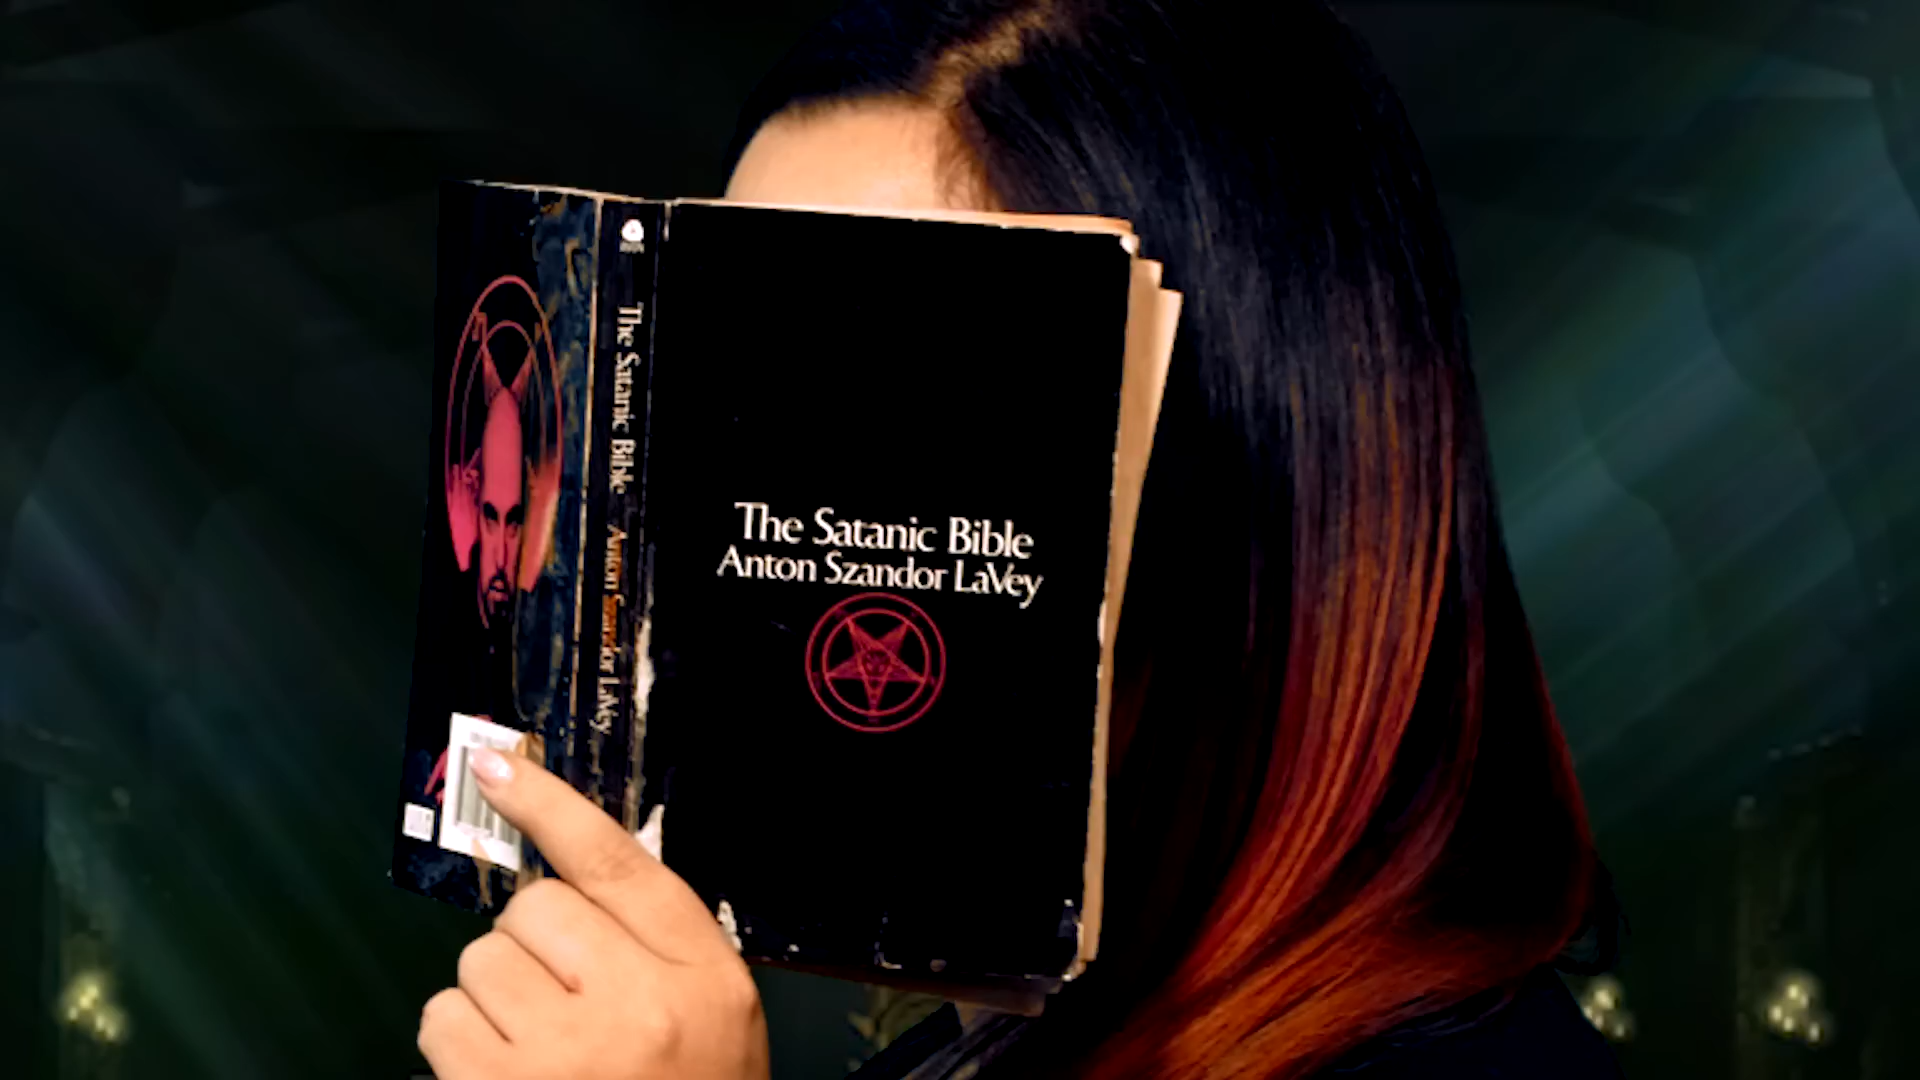 The Satanic Bible Anton Szandor LaVey
The Satanic Bible
Anton Szandor LaVey